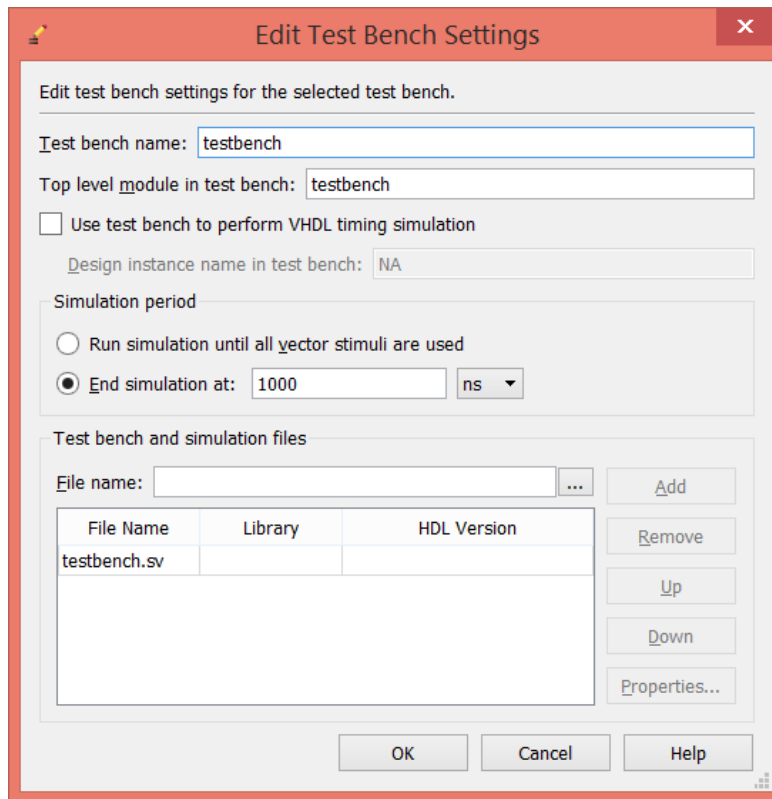 Edit Test Bench Settings
Edit test bench settings for the selected test bench.
Test bench name: testbench
Top level module in test bench: testbench
Use test bench to perform VHDL timing simulation
Design instance name in test bench: NA
Simulation period
Run simulation until all vector stimuli are used
End simulation at: 1000 ns
Test bench and simulation files
File name: ... Add
File Name Library HDL Version
Remove
testbench.sv
Up
Down
Properties...
OK Cancel Help